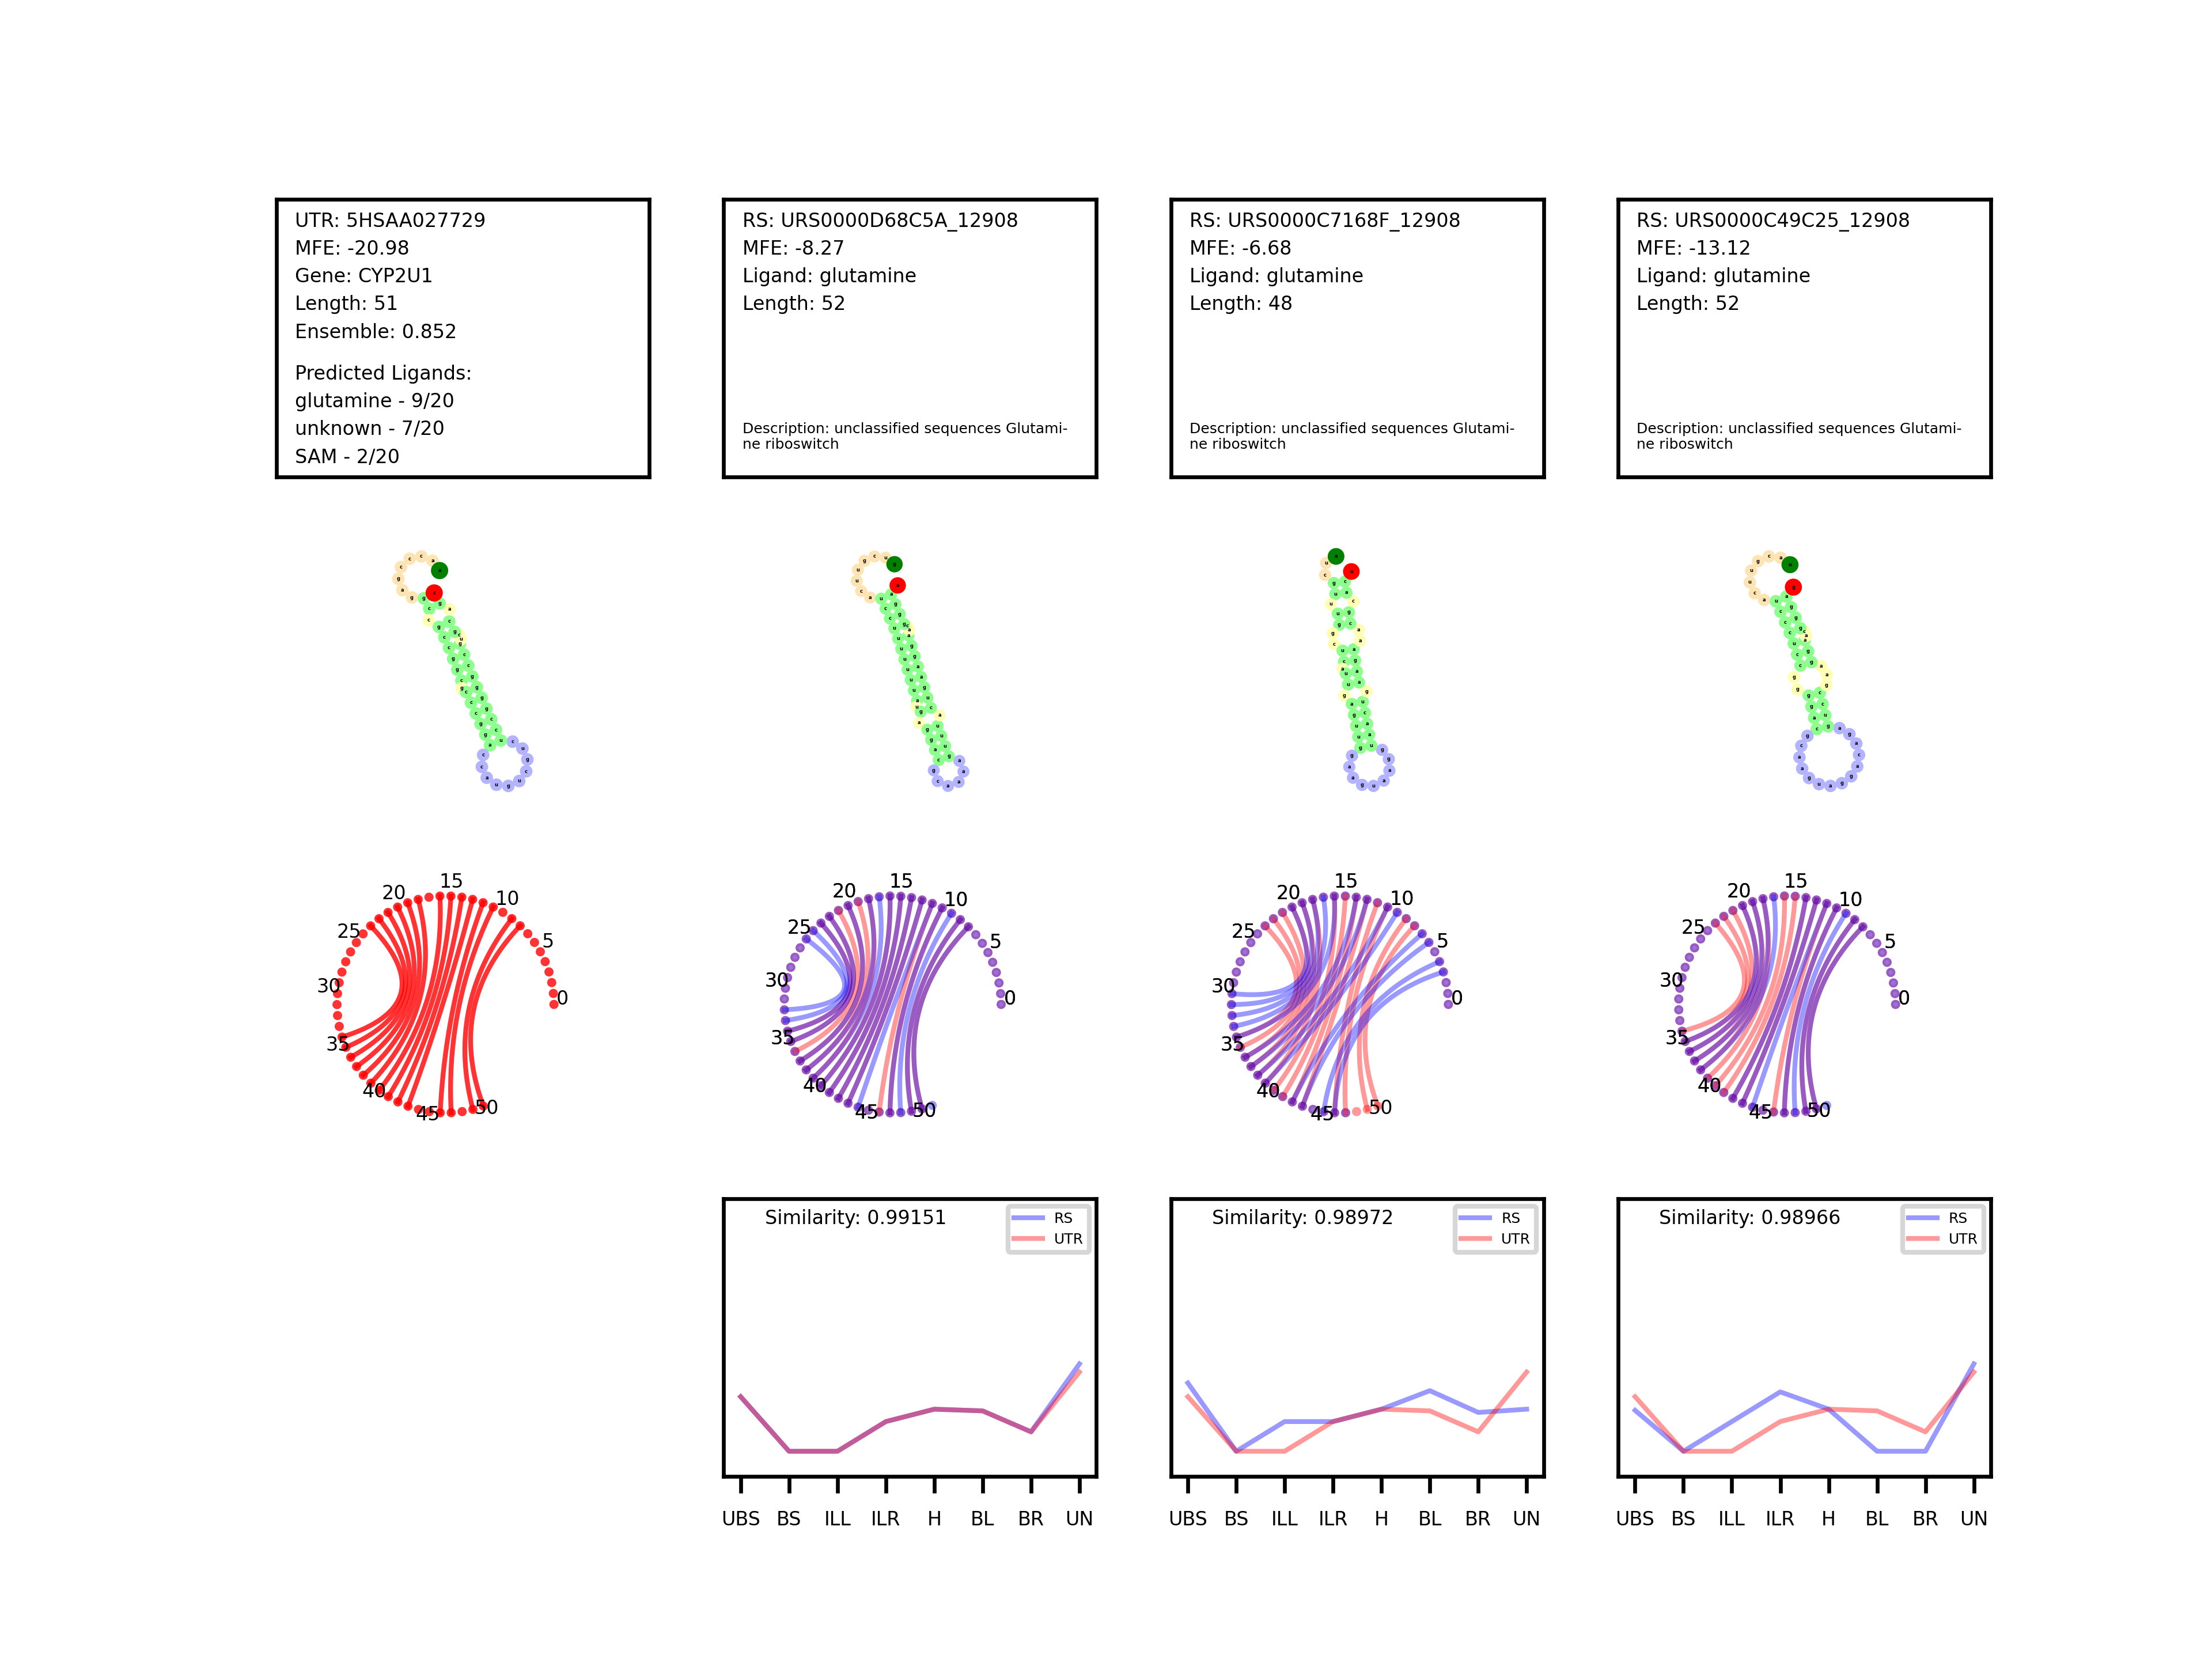 UTR: 5HSAA027729
MFE: -20.98
Gene: CYP2U1
Length: 51
Ensemble: 0.852
Predicted Ligands:
glutamine - 9/20
unknown - 7/20
SAM - 2/20
RS: URS0000D68C5A_12908
MFE: -8.27
Ligand: glutamine
Length: 52
Description: unclassified sequences Glutami-
ne riboswitch
RS: URS0000C7168F_12908
MFE: -6.68
Ligand: glutamine
Length: 48
Description: unclassified sequences Glutami-
ne riboswitch
RS: URS0000C49C25_12908
MFE: -13.12
Ligand: glutamine
Length: 52
Description: unclassified sequences Glutami-
ne riboswitch
0
5
10
15
20
25
30
35
40
45
50
0
5
10
15
20
25
30
35
40
45
50
0
5
10
15
20
25
30
35
40
45
50
0
5
10
15
20
25
30
35
40
45
50
Similarity: 0.99151
RS
UTR
UBS BS ILL ILR H BL BR UN
Similarity: 0.98972
RS
UTR
UBS BS ILL ILR H BL BR UN
Similarity: 0.98966
RS
UTR
UBS BS ILL ILR H BL BR UN